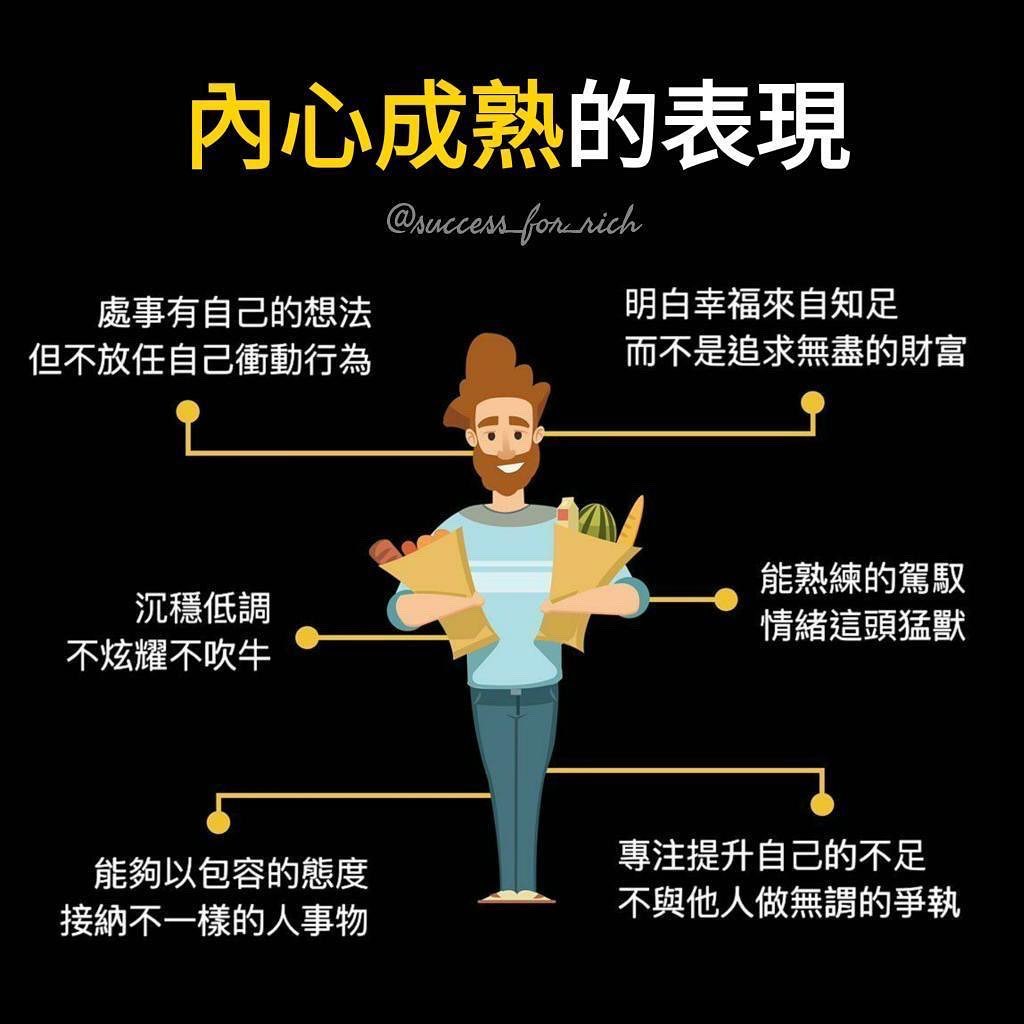 內心成熟的表現
@success_for_rich
處事有自己的想法
但不放任自己衝動行為
明白幸福來自知足
而不是追求無盡的財富
沉穩低調
不炫耀不吹牛
能熟練的駕馭
情緒這頭猛獸
能夠以包容的態度
接納不一樣的人事物
專注提升自己的不足
不與他人做無謂的爭執